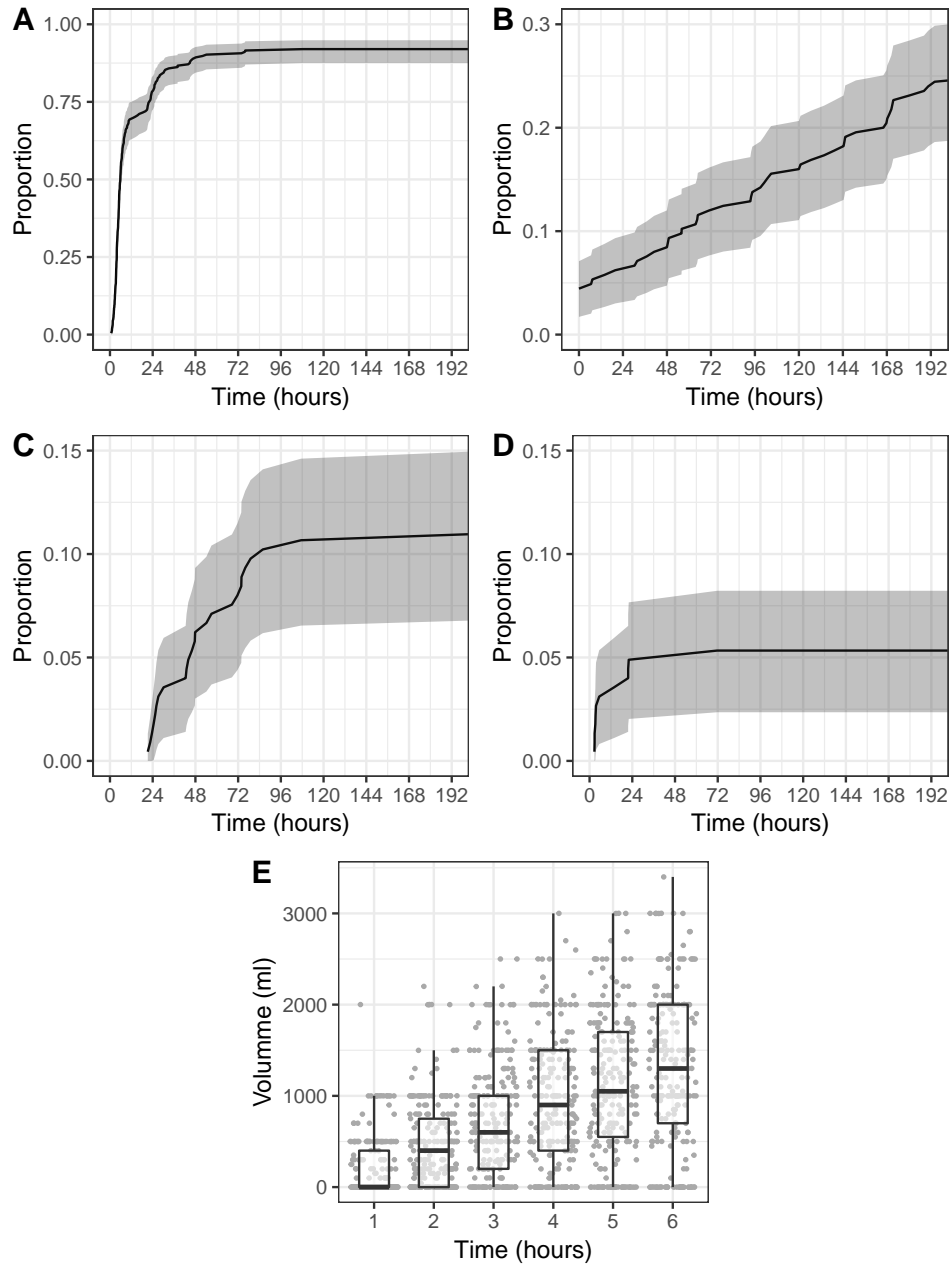 A
1.00
0.75
0.50
0.25
0.00
Proportion
0 24 48 72 96 120 144 168 192
Time (hours)
B
0.3
0.2
0.1
0.0
Proportion
0 24 48 72 96 120 144 168 192
Time (hours)
C
0.15
0.10
0.05
0.00
Proportion
0 24 48 72 96 120 144 168 192
Time (hours)
D
0.15
0.10
0.05
0.00
Proportion
0 24 48 72 96 120 144 168 192
Time (hours)
E
3000
2000
1000
0
Volumme (ml)
1 2 3 4 5 6
Time (hours)